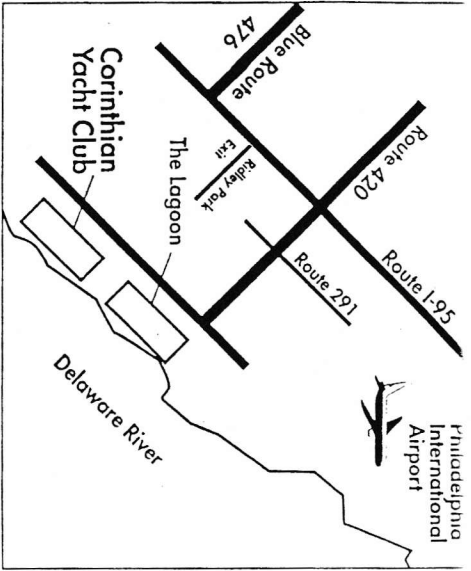 Philadelphia
International
Airport
Route 420
Route I-95
Route 291
Blue Route
476
Ridley Park
Exit
The Lagoon
Delaware River
Corinthian
Yacht Club